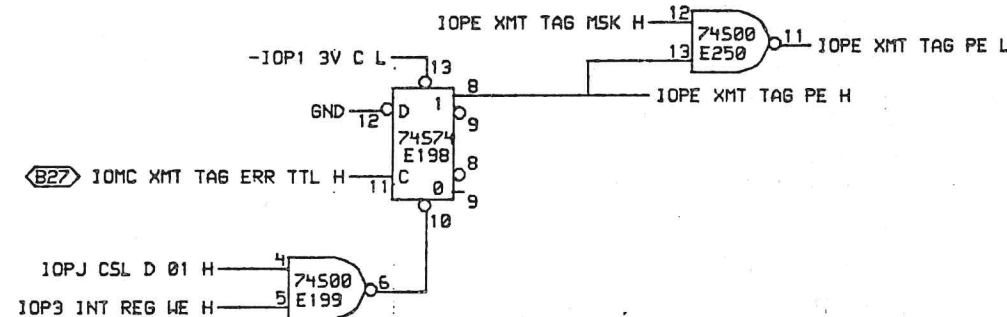 IOPE XMT TAG MSK H 12
74S00 11 IOPE XMT TAG PE L
13 E250
-IOP1 3V C L
13
8
1
IOPE XMT TAG PE H
GND 12 D
9
74S74
E198
8
<B27> IOMC XMT TAG ERR TTL H 11 C
0
9
10
IOPJ CSL D 01 H 4
74S00 6
IOP3 INT REG WE H 5 E199